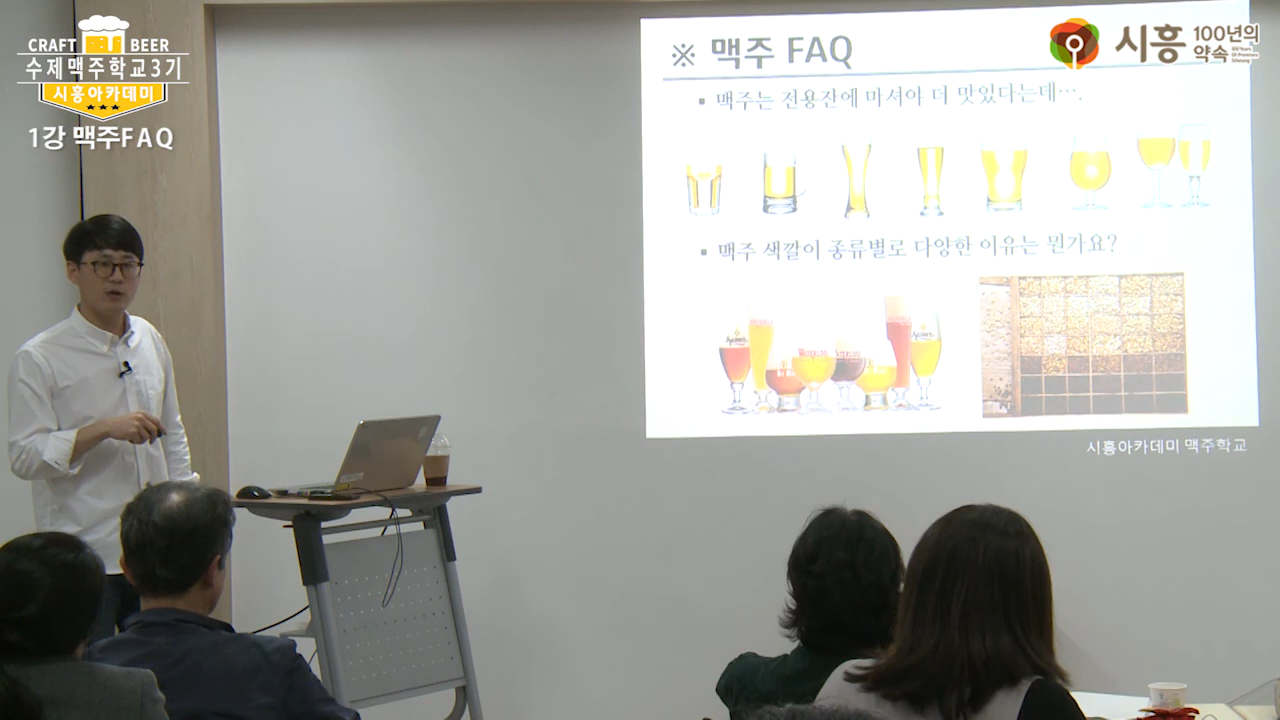 CRAFT BEER
수제맥주학교3기
시흥아카데미
1강 맥주FAQ
시흥 100년의 약속
※ 맥주 FAQ
▪ 맥주는 전용잔에 마셔야 더 맛있다는데….
▪ 맥주 색깔이 종류별로 다양한 이유는 뭔가요?
시흥아카데미 맥주학교